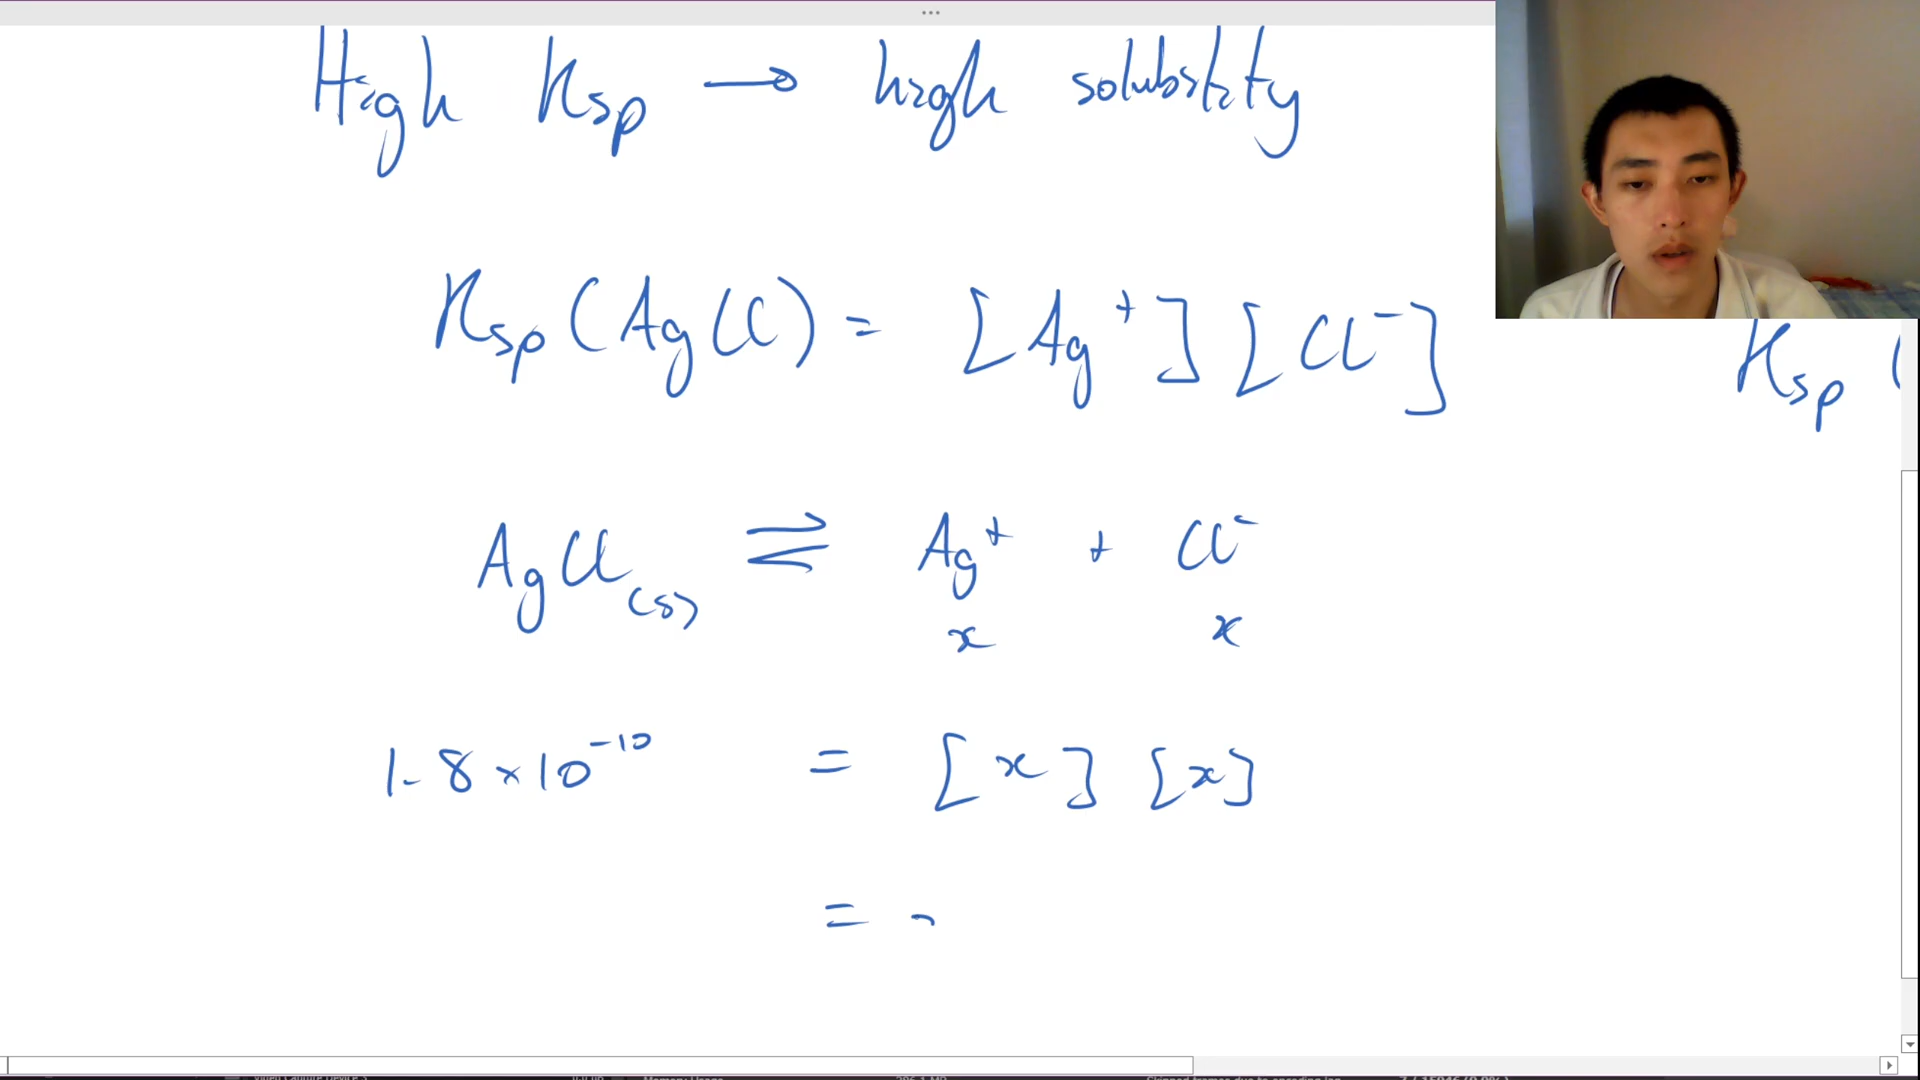 High Ksp → high solubility
Ksp (AgCl) = [Ag⁺] [Cl⁻]
Ksp (
AgCl(s) ⇌ Ag⁺ + Cl⁻
x x
1.8 × 10⁻¹⁰ = [x] [x]
=